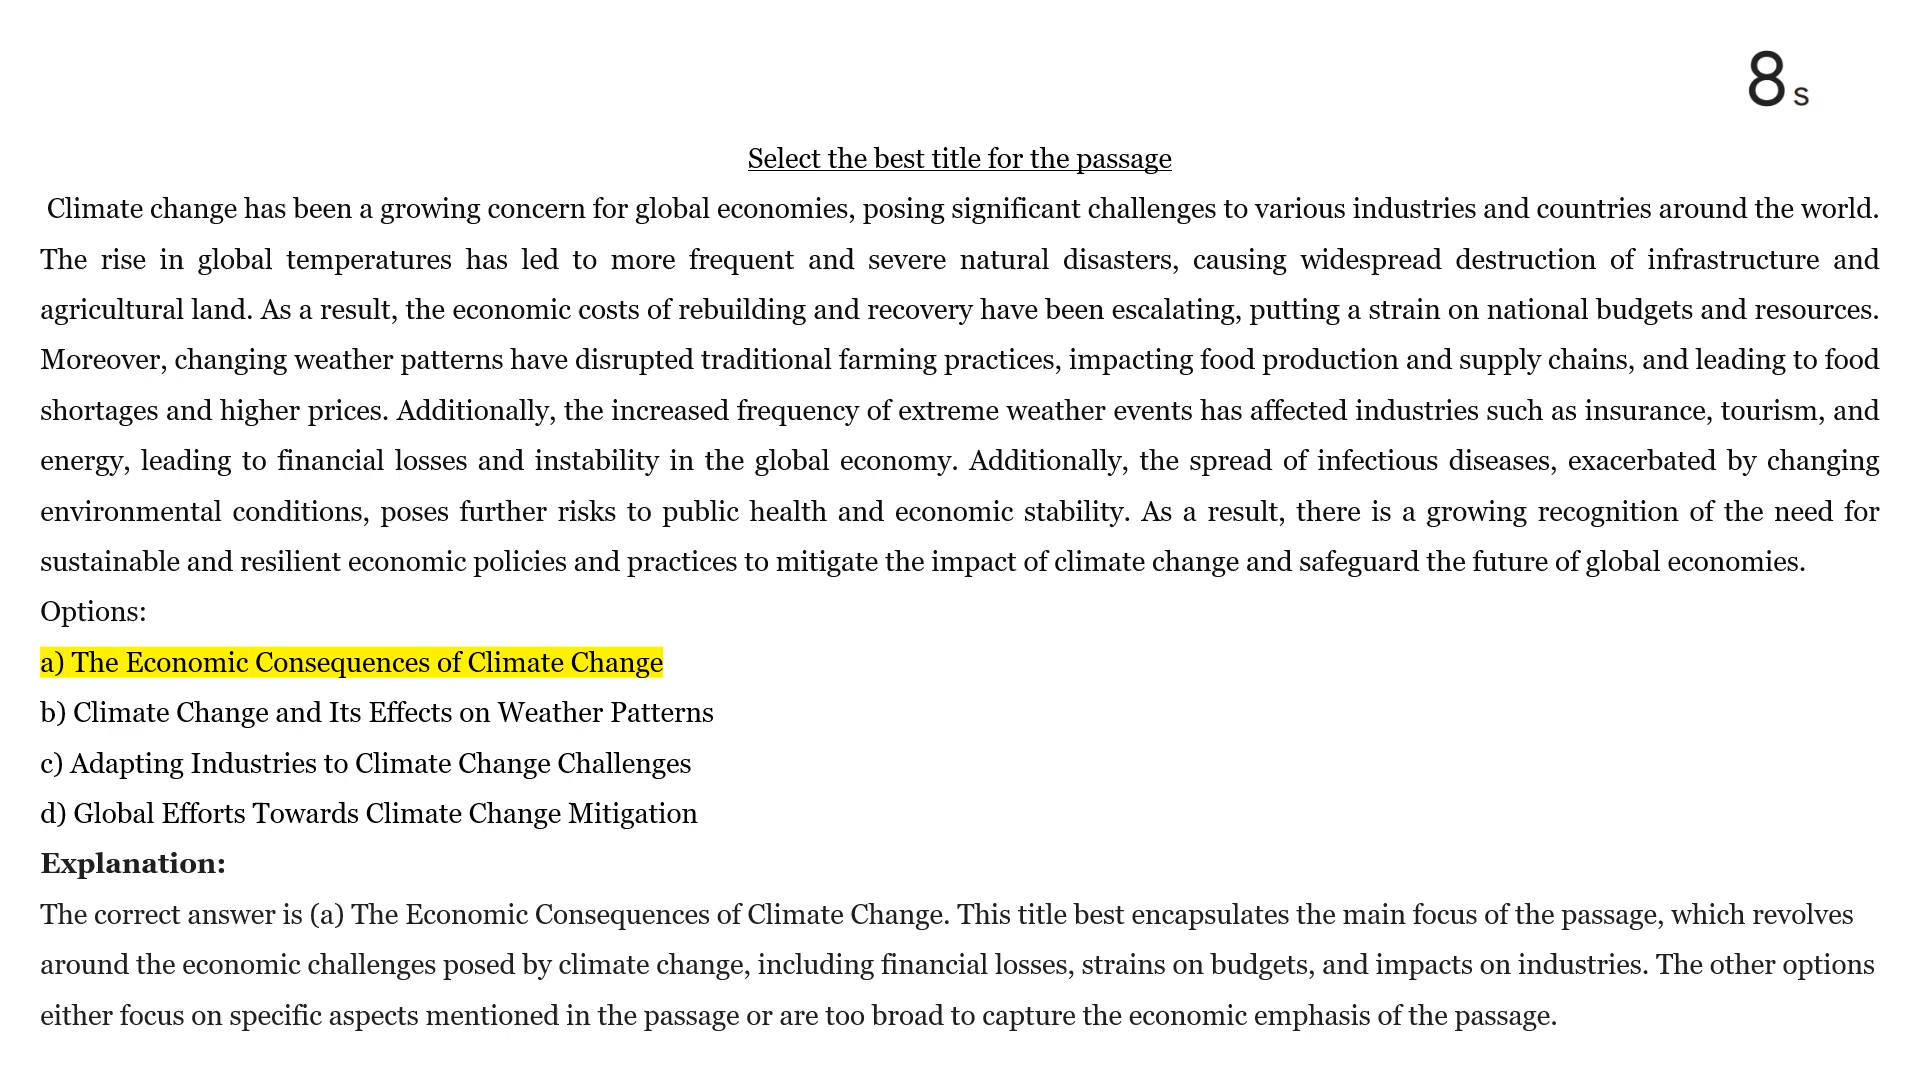 8 s
Select the best title for the passage
Climate change has been a growing concern for global economies, posing significant challenges to various industries and countries around the world.
The rise in global temperatures has led to more frequent and severe natural disasters, causing widespread destruction of infrastructure and
agricultural land. As a result, the economic costs of rebuilding and recovery have been escalating, putting a strain on national budgets and resources.
Moreover, changing weather patterns have disrupted traditional farming practices, impacting food production and supply chains, and leading to food
shortages and higher prices. Additionally, the increased frequency of extreme weather events has affected industries such as insurance, tourism, and
energy, leading to financial losses and instability in the global economy. Additionally, the spread of infectious diseases, exacerbated by changing
environmental conditions, poses further risks to public health and economic stability. As a result, there is a growing recognition of the need for
sustainable and resilient economic policies and practices to mitigate the impact of climate change and safeguard the future of global economies.
Options:
a) The Economic Consequences of Climate Change
b) Climate Change and Its Effects on Weather Patterns
c) Adapting Industries to Climate Change Challenges
d) Global Efforts Towards Climate Change Mitigation
Explanation:
The correct answer is (a) The Economic Consequences of Climate Change. This title best encapsulates the main focus of the passage, which revolves
around the economic challenges posed by climate change, including financial losses, strains on budgets, and impacts on industries. The other options
either focus on specific aspects mentioned in the passage or are too broad to capture the economic emphasis of the passage.